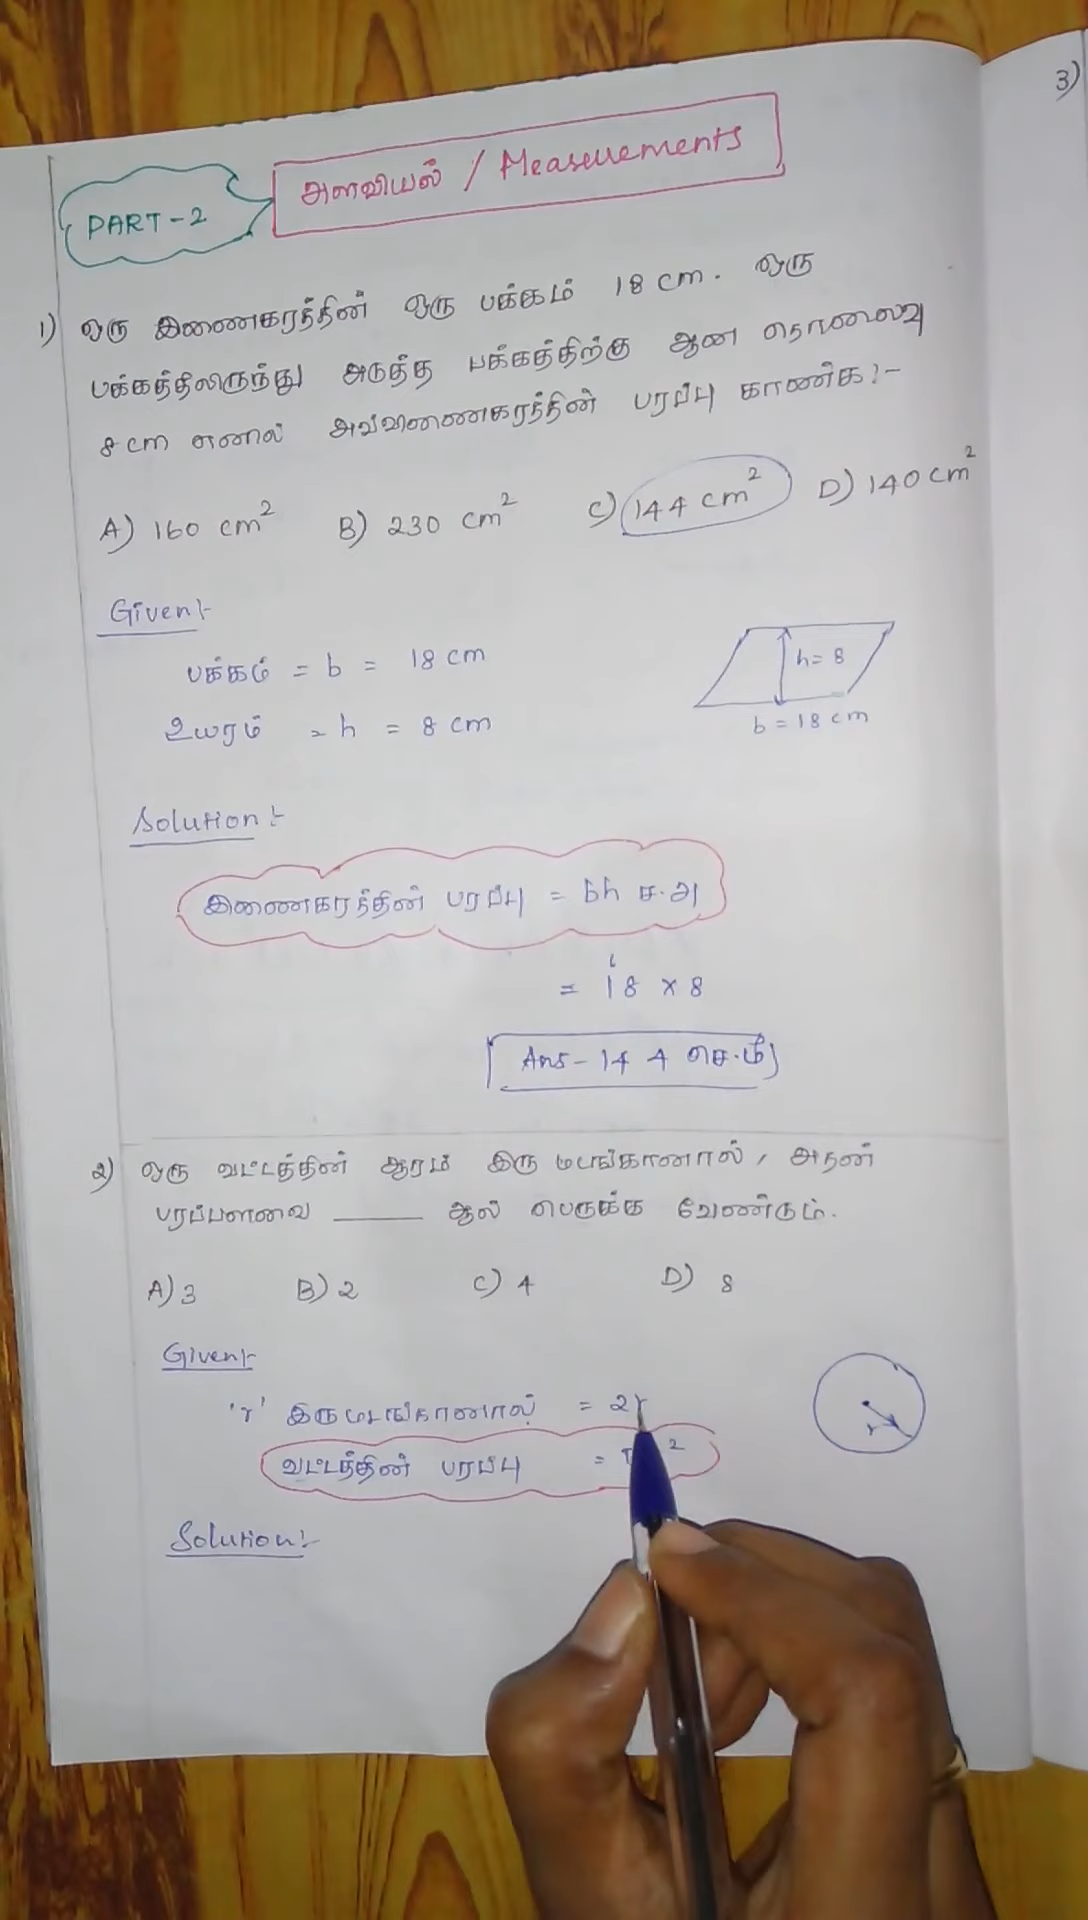 3)
PART-2
அளவியல் / Measurements
1) ஒரு இணைகரத்தின் ஒரு பக்கம் 18 cm. ஒரு
பக்கத்திலிருந்து அடுத்த பக்கத்திற்கு ஆன தொலைவு
8 cm எனில் அவ்விணைகரத்தின் பரப்பு காண்க:-
A) 160 cm² B) 230 cm² C) 144 cm² D) 140 cm²
Given:-
பக்கம் = b = 18 cm
உயரம் = h = 8 cm
h = 8
b = 18 cm
Solution:-
இணைகரத்தின் பரப்பு = bh ச.அ
= 18 × 8
Ans - 144 செ.மீ
2) ஒரு வட்டத்தின் ஆரம் இரு மடங்கானால், அதன்
பரப்பளவை ____ ஆல் பெருக்க வேண்டும்.
A) 3 B) 2 C) 4 D) 8
Given:-
'r' இருமடங்கானால் = 2r
வட்டத்தின் பரப்பு = 2
r
Solution:-